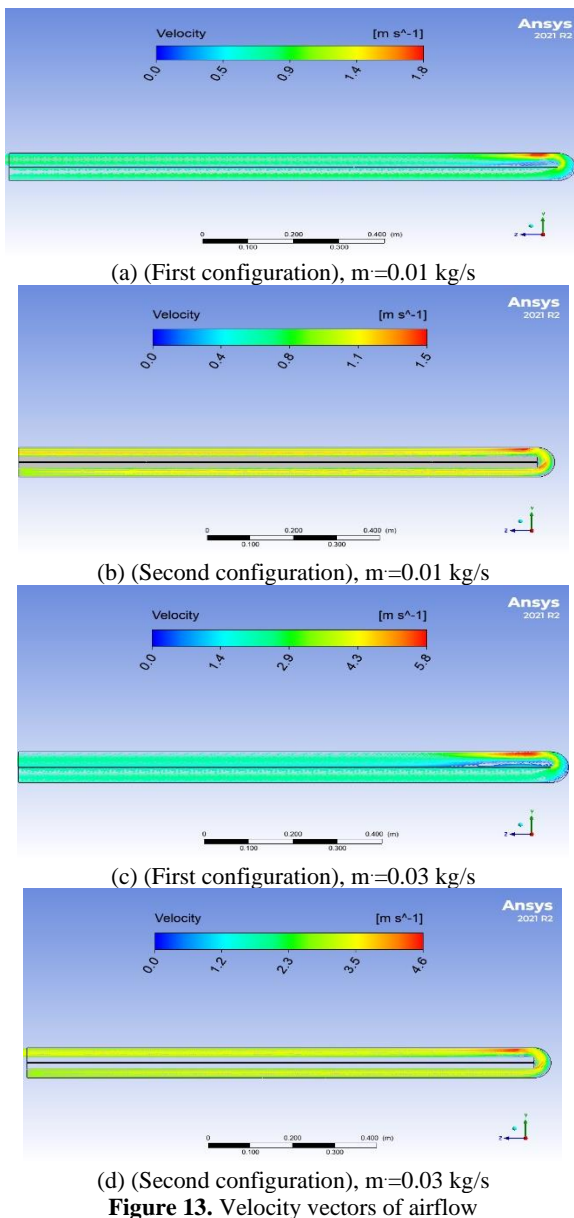 Ansys
2021 R2
Velocity [m s^-1]
0.0 0.5 0.9 1.4 1.8
0 0.200 0.400 (m)
0.100 0.300
Y
Z
(a) (First configuration), m·=0.01 kg/s
Ansys
2021 R2
Velocity [m s^-1]
0.0 0.4 0.8 1.1 1.5
0 0.200 0.400 (m)
0.100 0.300
Y
Z
(b) (Second configuration), m·=0.01 kg/s
Ansys
2021 R2
Velocity [m s^-1]
0.0 1.4 2.9 4.3 5.8
0 0.200 0.400 (m)
0.100 0.300
Y
Z
(c) (First configuration), m·=0.03 kg/s
Ansys
2021 R2
Velocity [m s^-1]
0.0 1.2 2.3 3.5 4.6
0 0.200 0.400 (m)
0.100 0.300
Y
Z
(d) (Second configuration), m·=0.03 kg/s
Figure 13. Velocity vectors of airflow